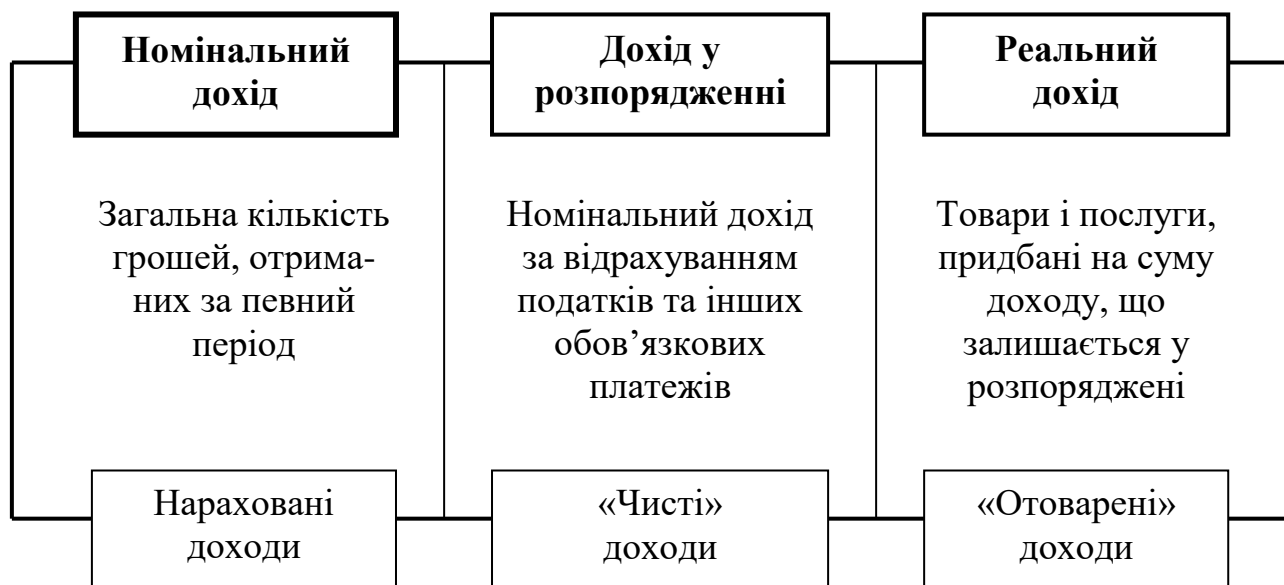 Номінальний
дохід
Дохід у
розпорядженні
Реальний
дохід
Загальна кількість
грошей, отрима-
них за певний
період
Номінальний дохід
за відрахуванням
податків та інших
обов’язкових
платежів
Товари і послуги,
придбані на суму
доходу, що
залишається у
розпоряджені
Нараховані
доходи
«Чисті»
доходи
«Отоварені»
доходи